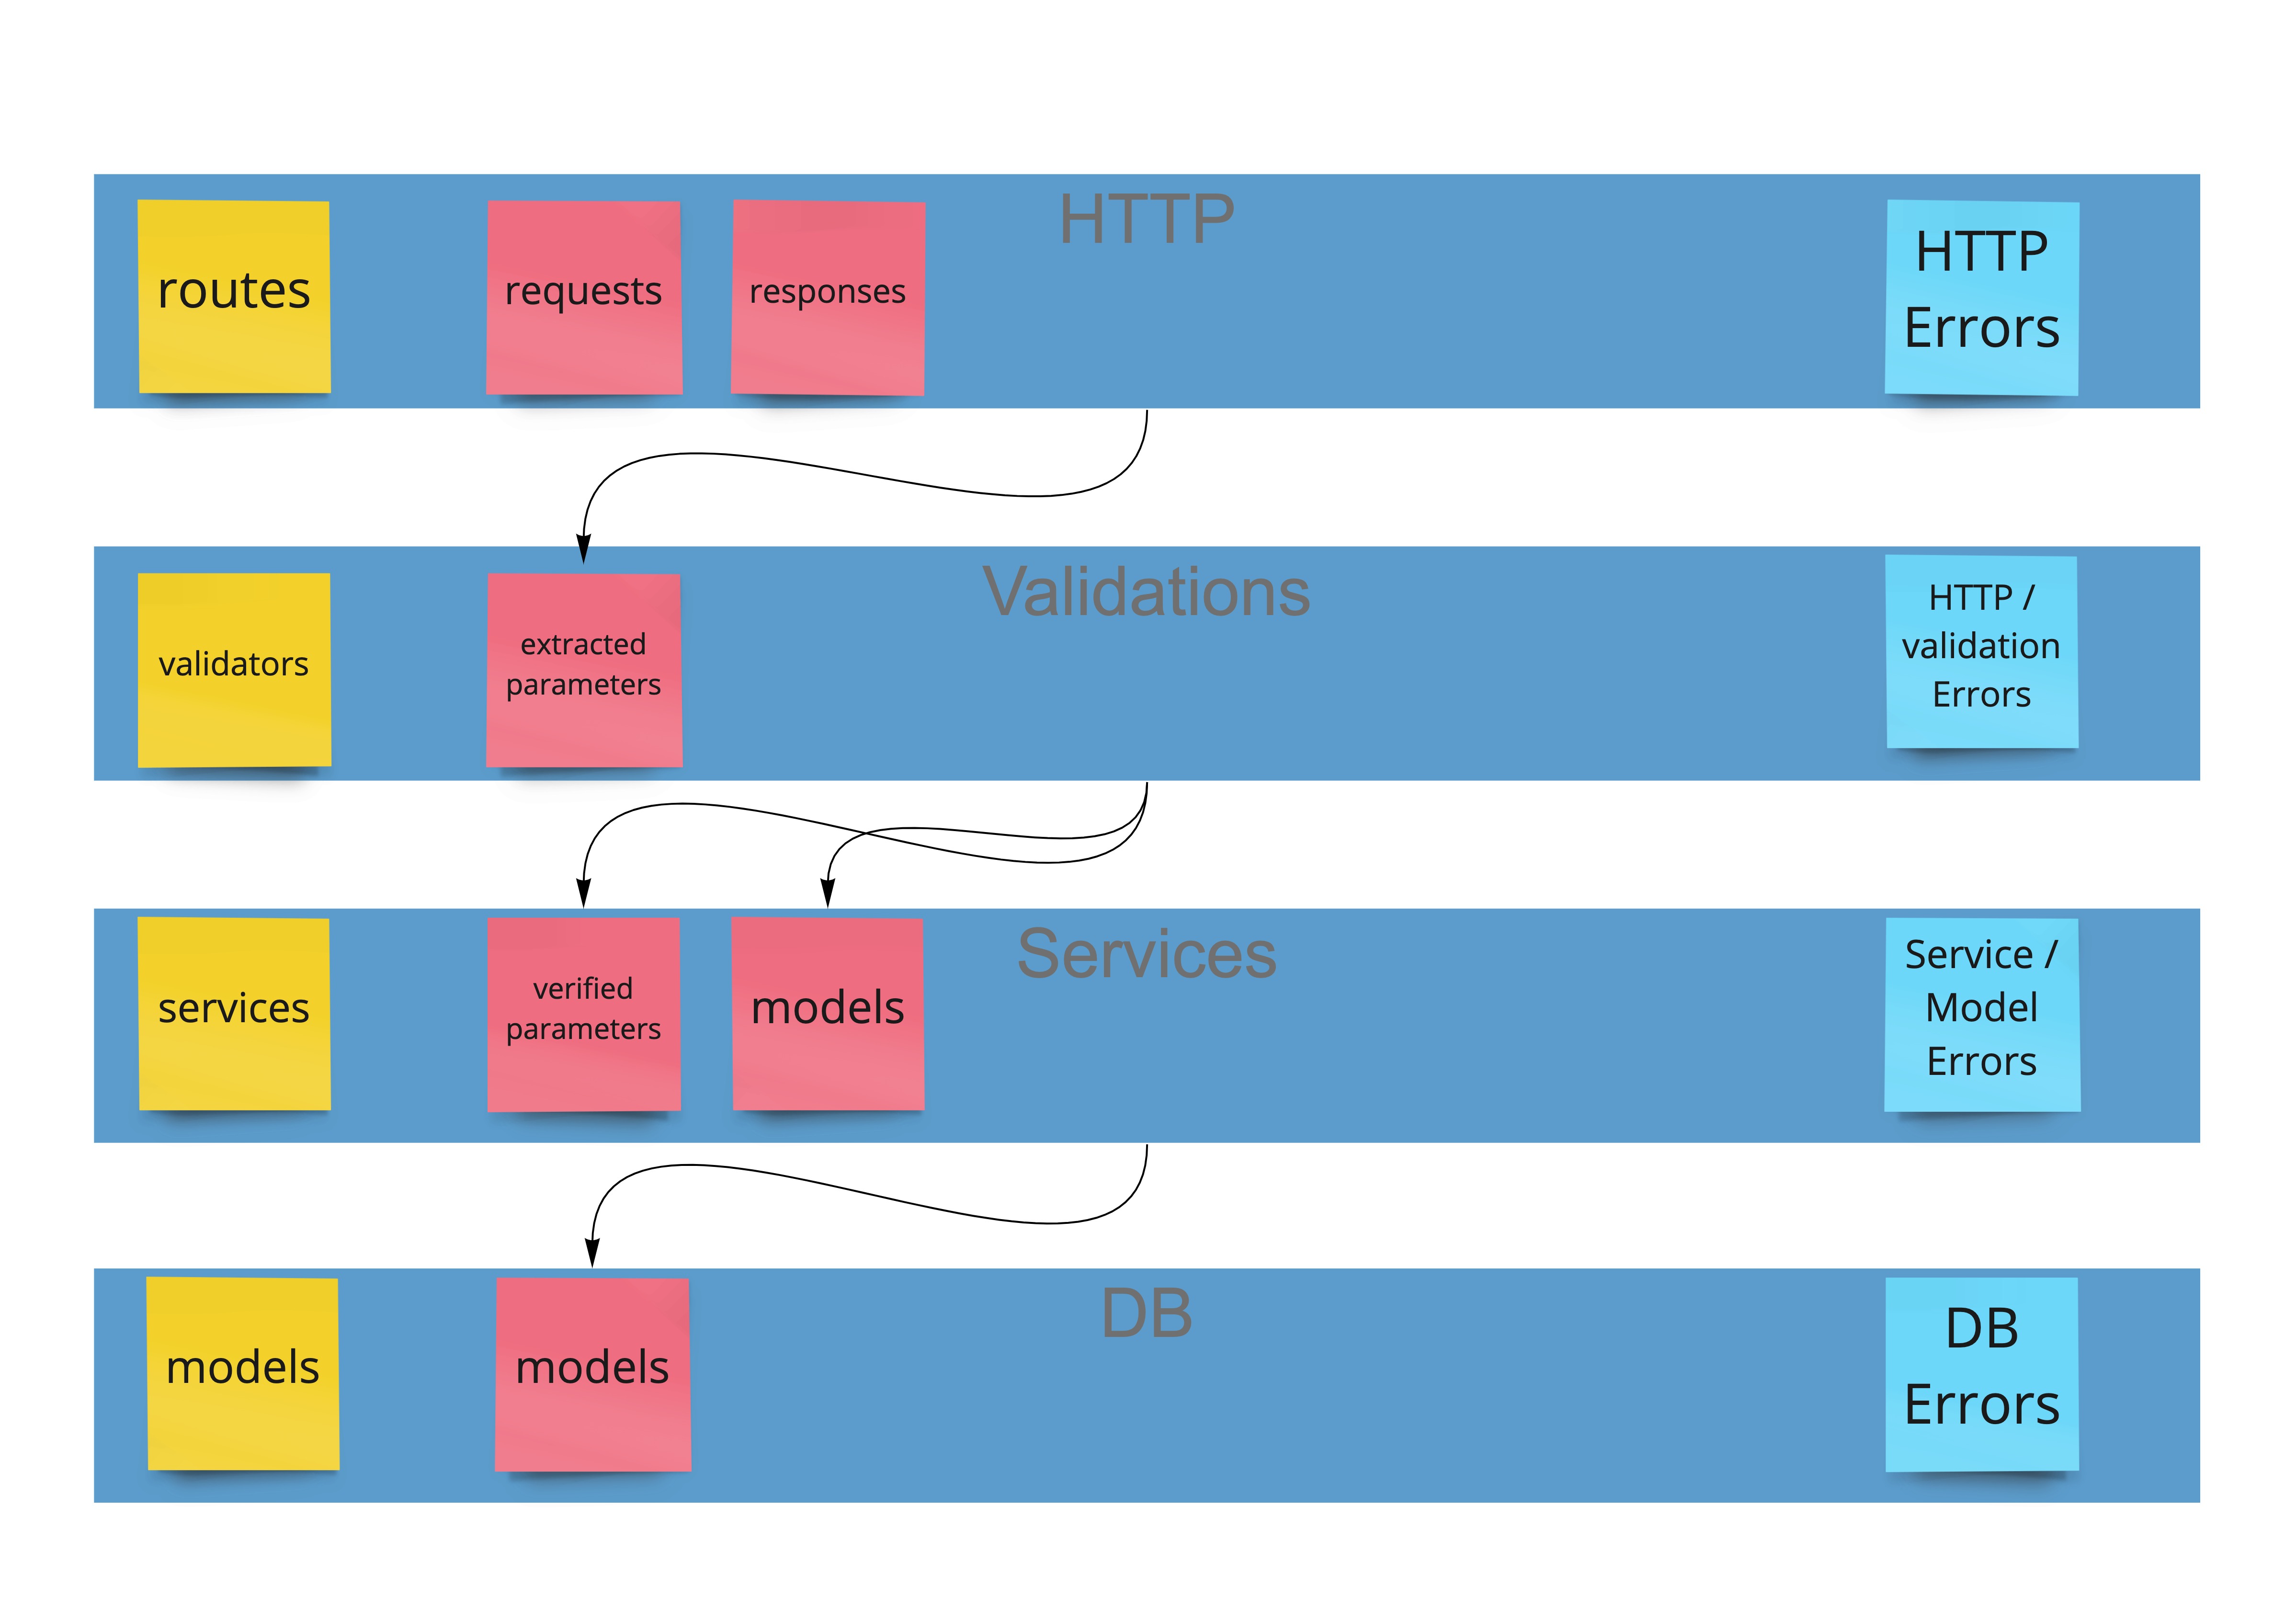 HTTP
routes
requests
responses
HTTP
Errors
Validations
validators
extracted
parameters
HTTP /
validation
Errors
Services
services
verified
parameters
models
Service /
Model
Errors
DB
models
models
DB
Errors